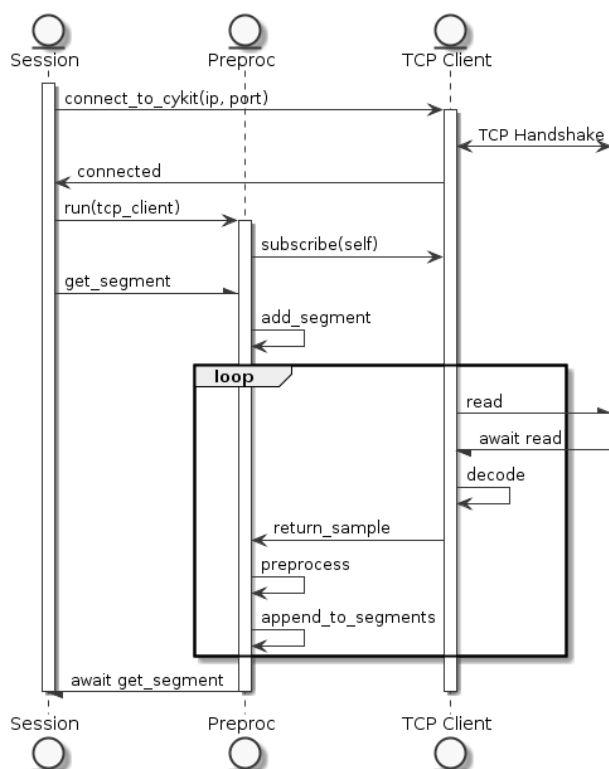 Session Preproc TCP Client
connect_to_cykit(ip, port)
TCP Handshake
connected
run(tcp_client)
subscribe(self)
get_segment
add_segment
loop
read
await read
decode
return_sample
preprocess
append_to_segments
await get_segment
Session Preproc TCP Client